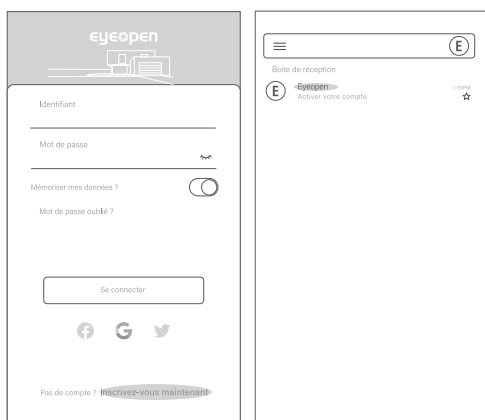 eyeopen
Identifiant
Mot de passe
Mémoriser mes données ?
Mot de passe oublié ?
Se connecter
Pas de compte ? Inscrivez-vous maintenant
E
Boite de réception
E
Eyeopen
1:36PM
Activer votre compte